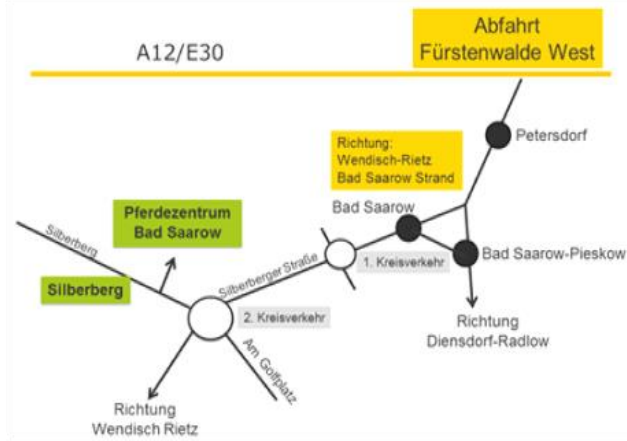 Abfahrt
Fürstenwalde West
A12/E30
Petersdorf
Richtung:
Wendisch-Rietz
Bad Saarow Strand
Bad Saarow
Pferdezentrum
Bad Saarow
Silberberg
Bad Saarow-Pieskow
1. Kreisverkehr
Silberberger Straße
Silberberg
2. Kreisverkehr
Richtung
Diensdorf-Radlow
Am Golfplatz
Richtung
Wendisch Rietz